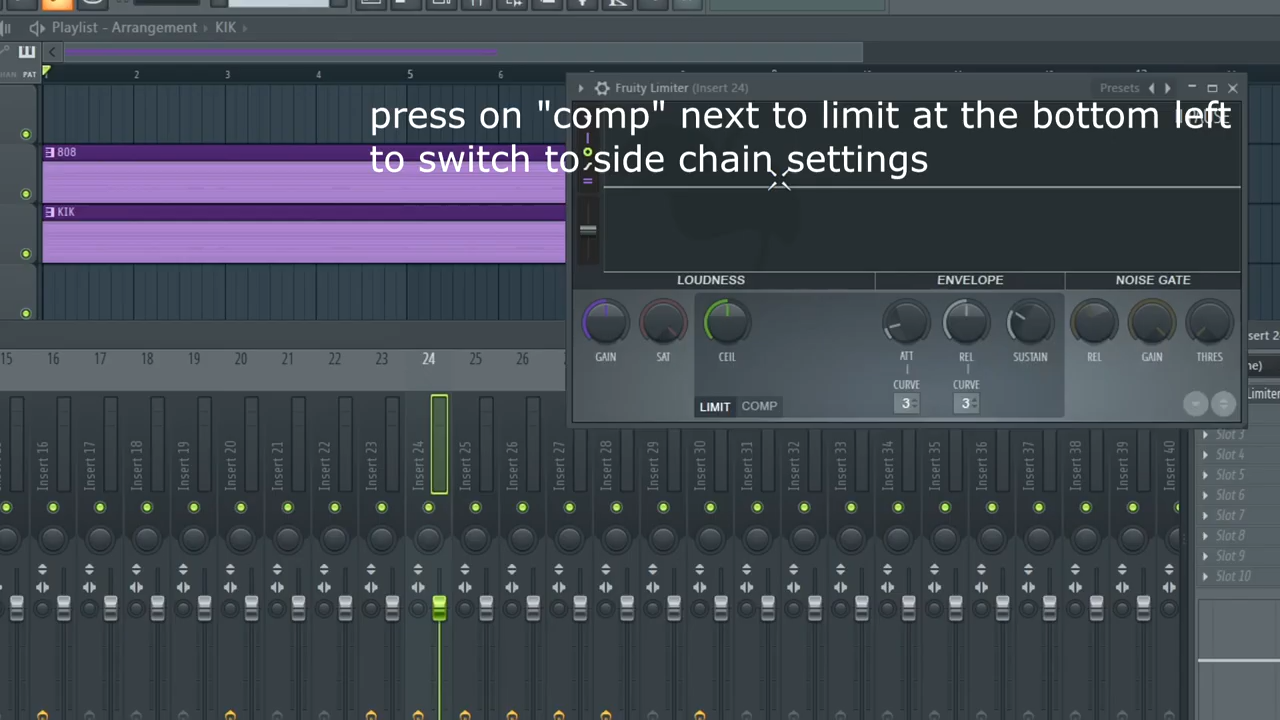 Playlist - Arrangement › KIK ›
PAT
2 3 4 5 6
808
KIK
Fruity Limiter (Insert 24)
Presets
press on "comp" next to limit at the bottom left
to switch to side chain settings
LOUDNESS ENVELOPE NOISE GATE
GAIN SAT CEIL ATT REL SUSTAIN REL GAIN THRES
CURVE CURVE
3 3
LIMIT COMP
15 16 17 18 19 20 21 22 23 24 25 26
Insert 16
Insert 17
Insert 18
Insert 19
Insert 20
Insert 21
Insert 22
Insert 23
Insert 24
Insert 25
Insert 26
Insert 27
Insert 28
Insert 29
Insert 30
Insert 31
Insert 32
Insert 33
Insert 34
Insert 35
Insert 36
Insert 37
Insert 38
Insert 39
Insert 40
Limiter
Slot 3
Slot 4
Slot 5
Slot 6
Slot 7
Slot 8
Slot 9
Slot 10